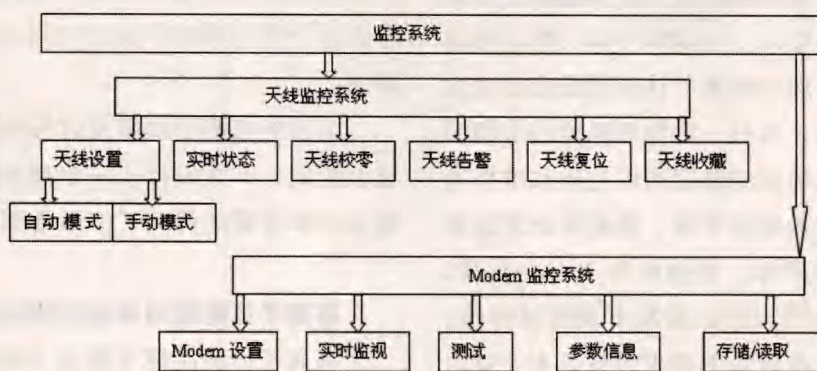 监控系统
天线监控系统
天线设置 实时状态 天线校零 天线告警 天线复位 天线收藏
自动模式 手动模式
Modem 监控系统
Modem 设置 实时监视 测试 参数信息 存储/读取